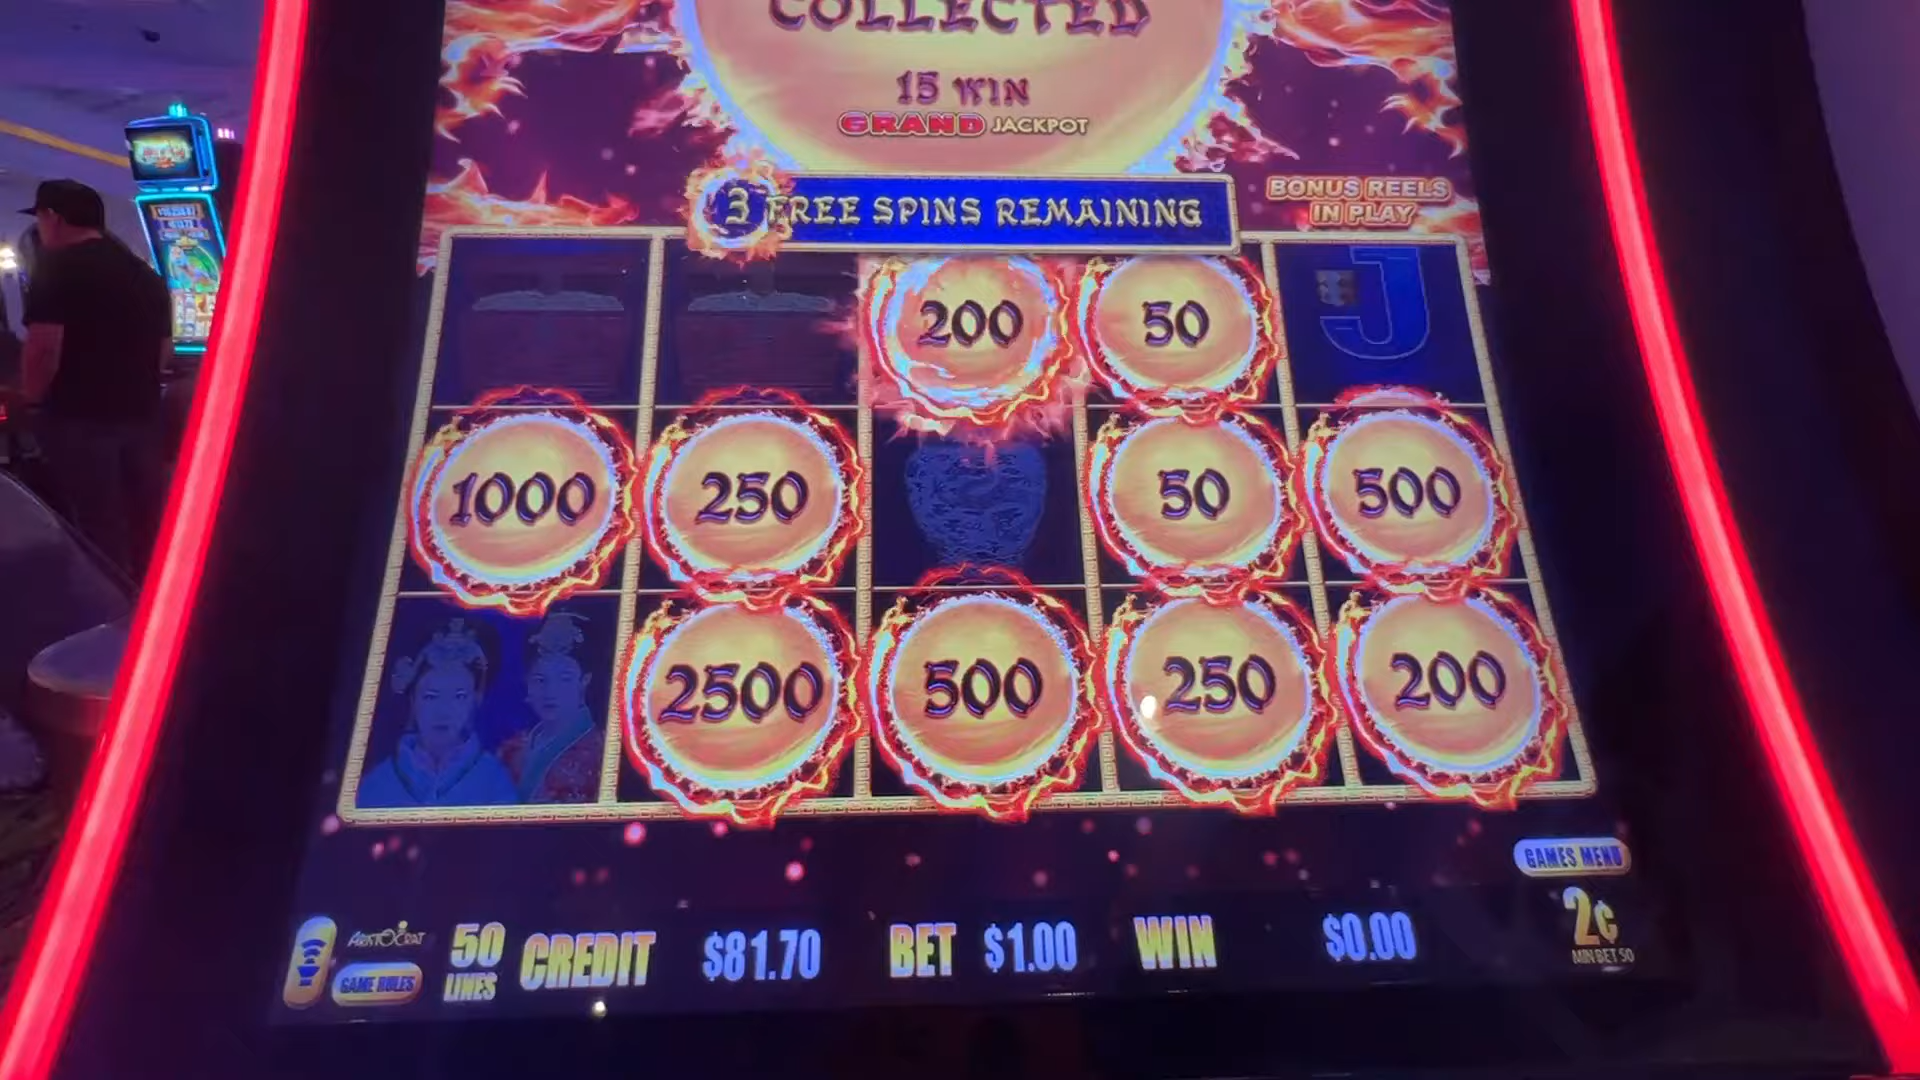 COLLECTED
15 WIN
GRAND JACKPOT
3 FREE SPINS REMAINING
BONUS REELS
IN PLAY
200
50
J
1000
250
50
500
2500
500
250
200
GAMES MENU
ARISTOCRAT
GAME RULES
50
LINES
CREDIT $81.70
BET $1.00
WIN $0.00
2¢
MIN BET 50